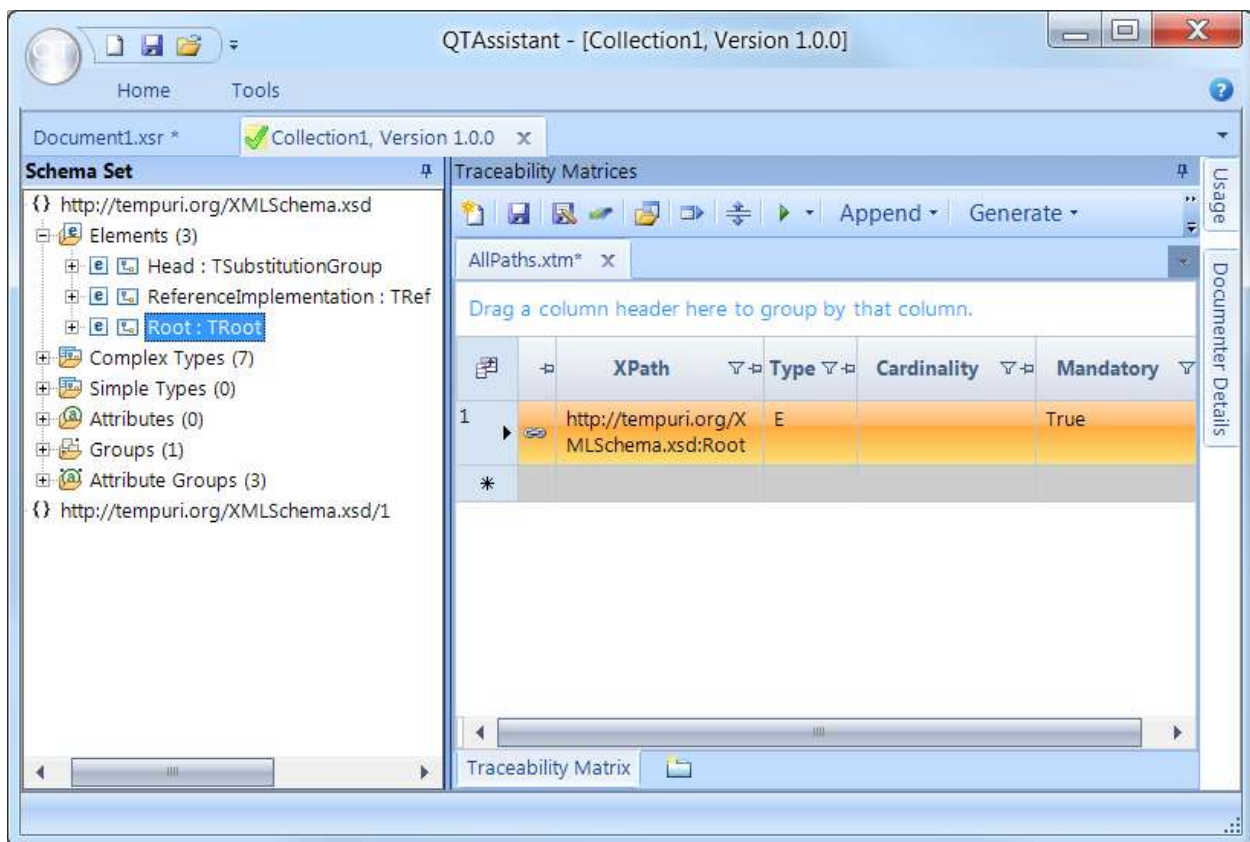 QTAssistant - [Collection1, Version 1.0.0]
Home Tools
Document1.xsr * Collection1, Version 1.0.0
Schema Set
{} http://tempuri.org/XMLSchema.xsd
Elements (3)
Head : TSubstitutionGroup
ReferenceImplementation : TRef
Root : TRoot
Complex Types (7)
Simple Types (0)
Attributes (0)
Groups (1)
Attribute Groups (3)
{} http://tempuri.org/XMLSchema.xsd/1
Traceability Matrices
Append Generate
AllPaths.xtm*
Drag a column header here to group by that column.
XPath Type Cardinality Mandatory
1 http://tempuri.org/X E True
MLSchema.xsd:Root
Traceability Matrix
Usage
Documenter Details